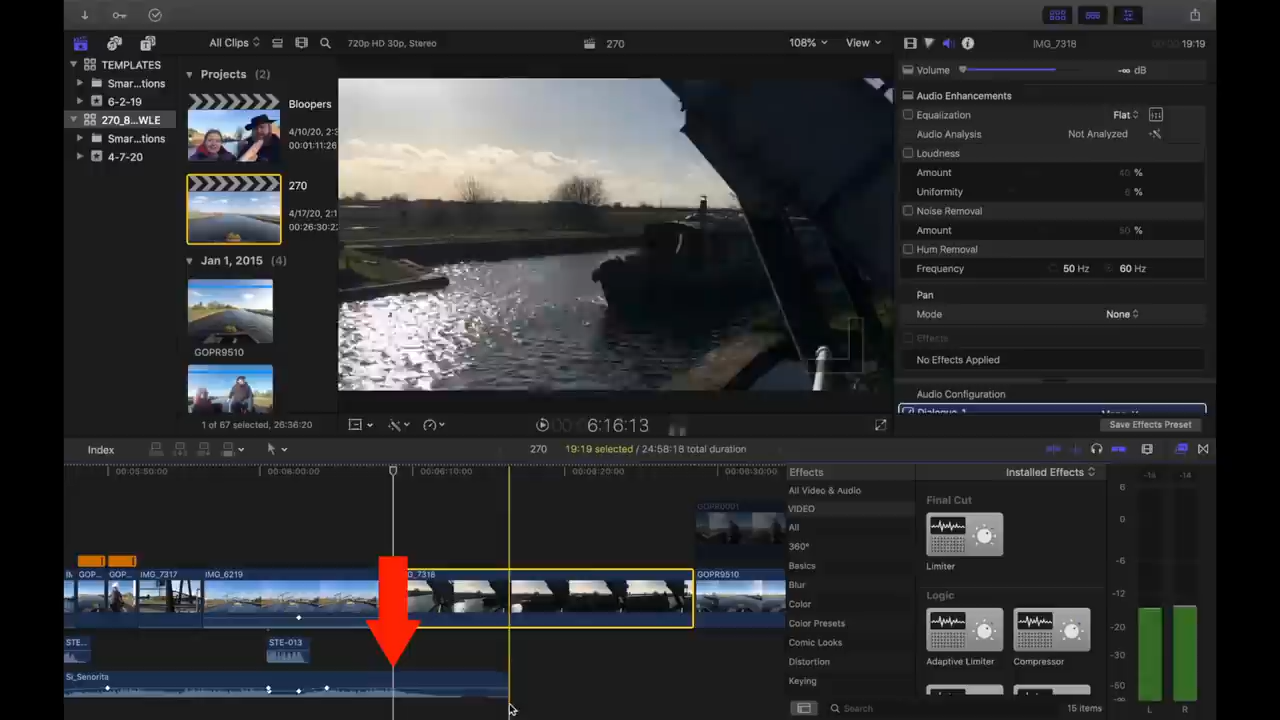 All Clips
720p HD 30p, Stereo
270
108%
View
IMG_7318
19:19
TEMPLATES
Smar...tions
6-2-19
270_8...WLE
Smar...tions
4-7-20
Projects (2)
Bloopers
4/10/20, 2:3
00:01:11:26
270
4/17/20, 2:1
00:26:30:22
Jan 1, 2015 (4)
GOPR9510
1 of 67 selected, 26:36:20
6:16:13
Volume
-∞ dB
Audio Enhancements
Equalization
Flat
Audio Analysis
Not Analyzed
Loudness
Amount
40 %
Uniformity
6 %
Noise Removal
Amount
50 %
Hum Removal
Frequency
50 Hz
60 Hz
Pan
Mode
None
Effects
No Effects Applied
Audio Configuration
Save Effects Preset
Index
270
19:19 selected / 24:58:18 total duration
00:05:50:00
00:06:00:00
00:06:10:00
00:06:20:00
00:06:30:00
GOPR0001
GOP...
GOP...
IMG_7317
IMG_6219
_7318
GOPR9510
STE...
STE-013
Si_Senorita
Effects
Installed Effects
All Video & Audio
VIDEO
All
360°
Basics
Blur
Color
Color Presets
Comic Looks
Distortion
Keying
Search
15 items
Final Cut
Limiter
Logic
Adaptive Limiter
Compressor
6
0
-6
-12
-20
-30
-50
-∞
L
R